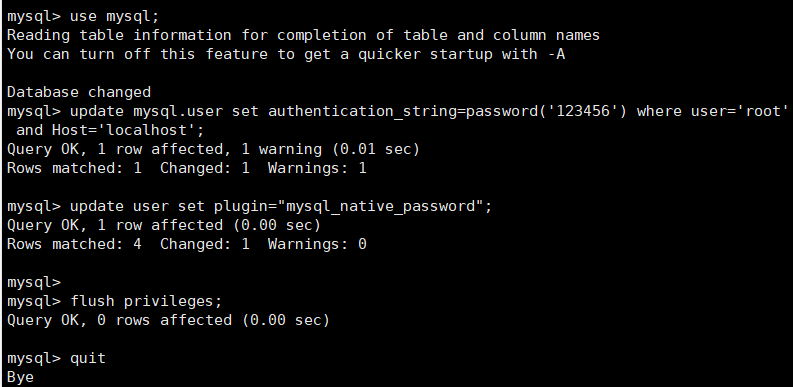 mysql> use mysql;
Reading table information for completion of table and column names
You can turn off this feature to get a quicker startup with -A
Database changed
mysql> update mysql.user set authentication_string=password('123456') where user='root'
 and Host='localhost';
Query OK, 1 row affected, 1 warning (0.01 sec)
Rows matched: 1  Changed: 1  Warnings: 1
mysql> update user set plugin="mysql_native_password";
Query OK, 1 row affected (0.00 sec)
Rows matched: 4  Changed: 1  Warnings: 0
mysql>
mysql> flush privileges;
Query OK, 0 rows affected (0.00 sec)
mysql> quit
Bye